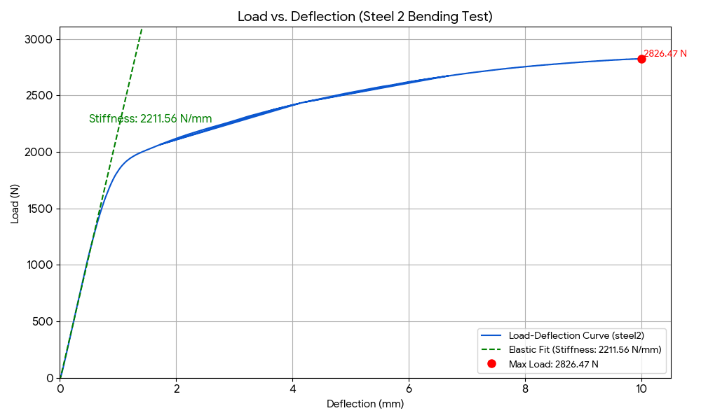 Load vs. Deflection (Steel 2 Bending Test)
3000
2500
2000
1500
1000
500
0
Load (N)
2826.47 N
Stiffness: 2211.56 N/mm
Load-Deflection Curve (steel2)
Elastic Fit (Stiffness: 2211.56 N/mm)
Max Load: 2826.47 N
0 2 4 6 8 10
Deflection (mm)